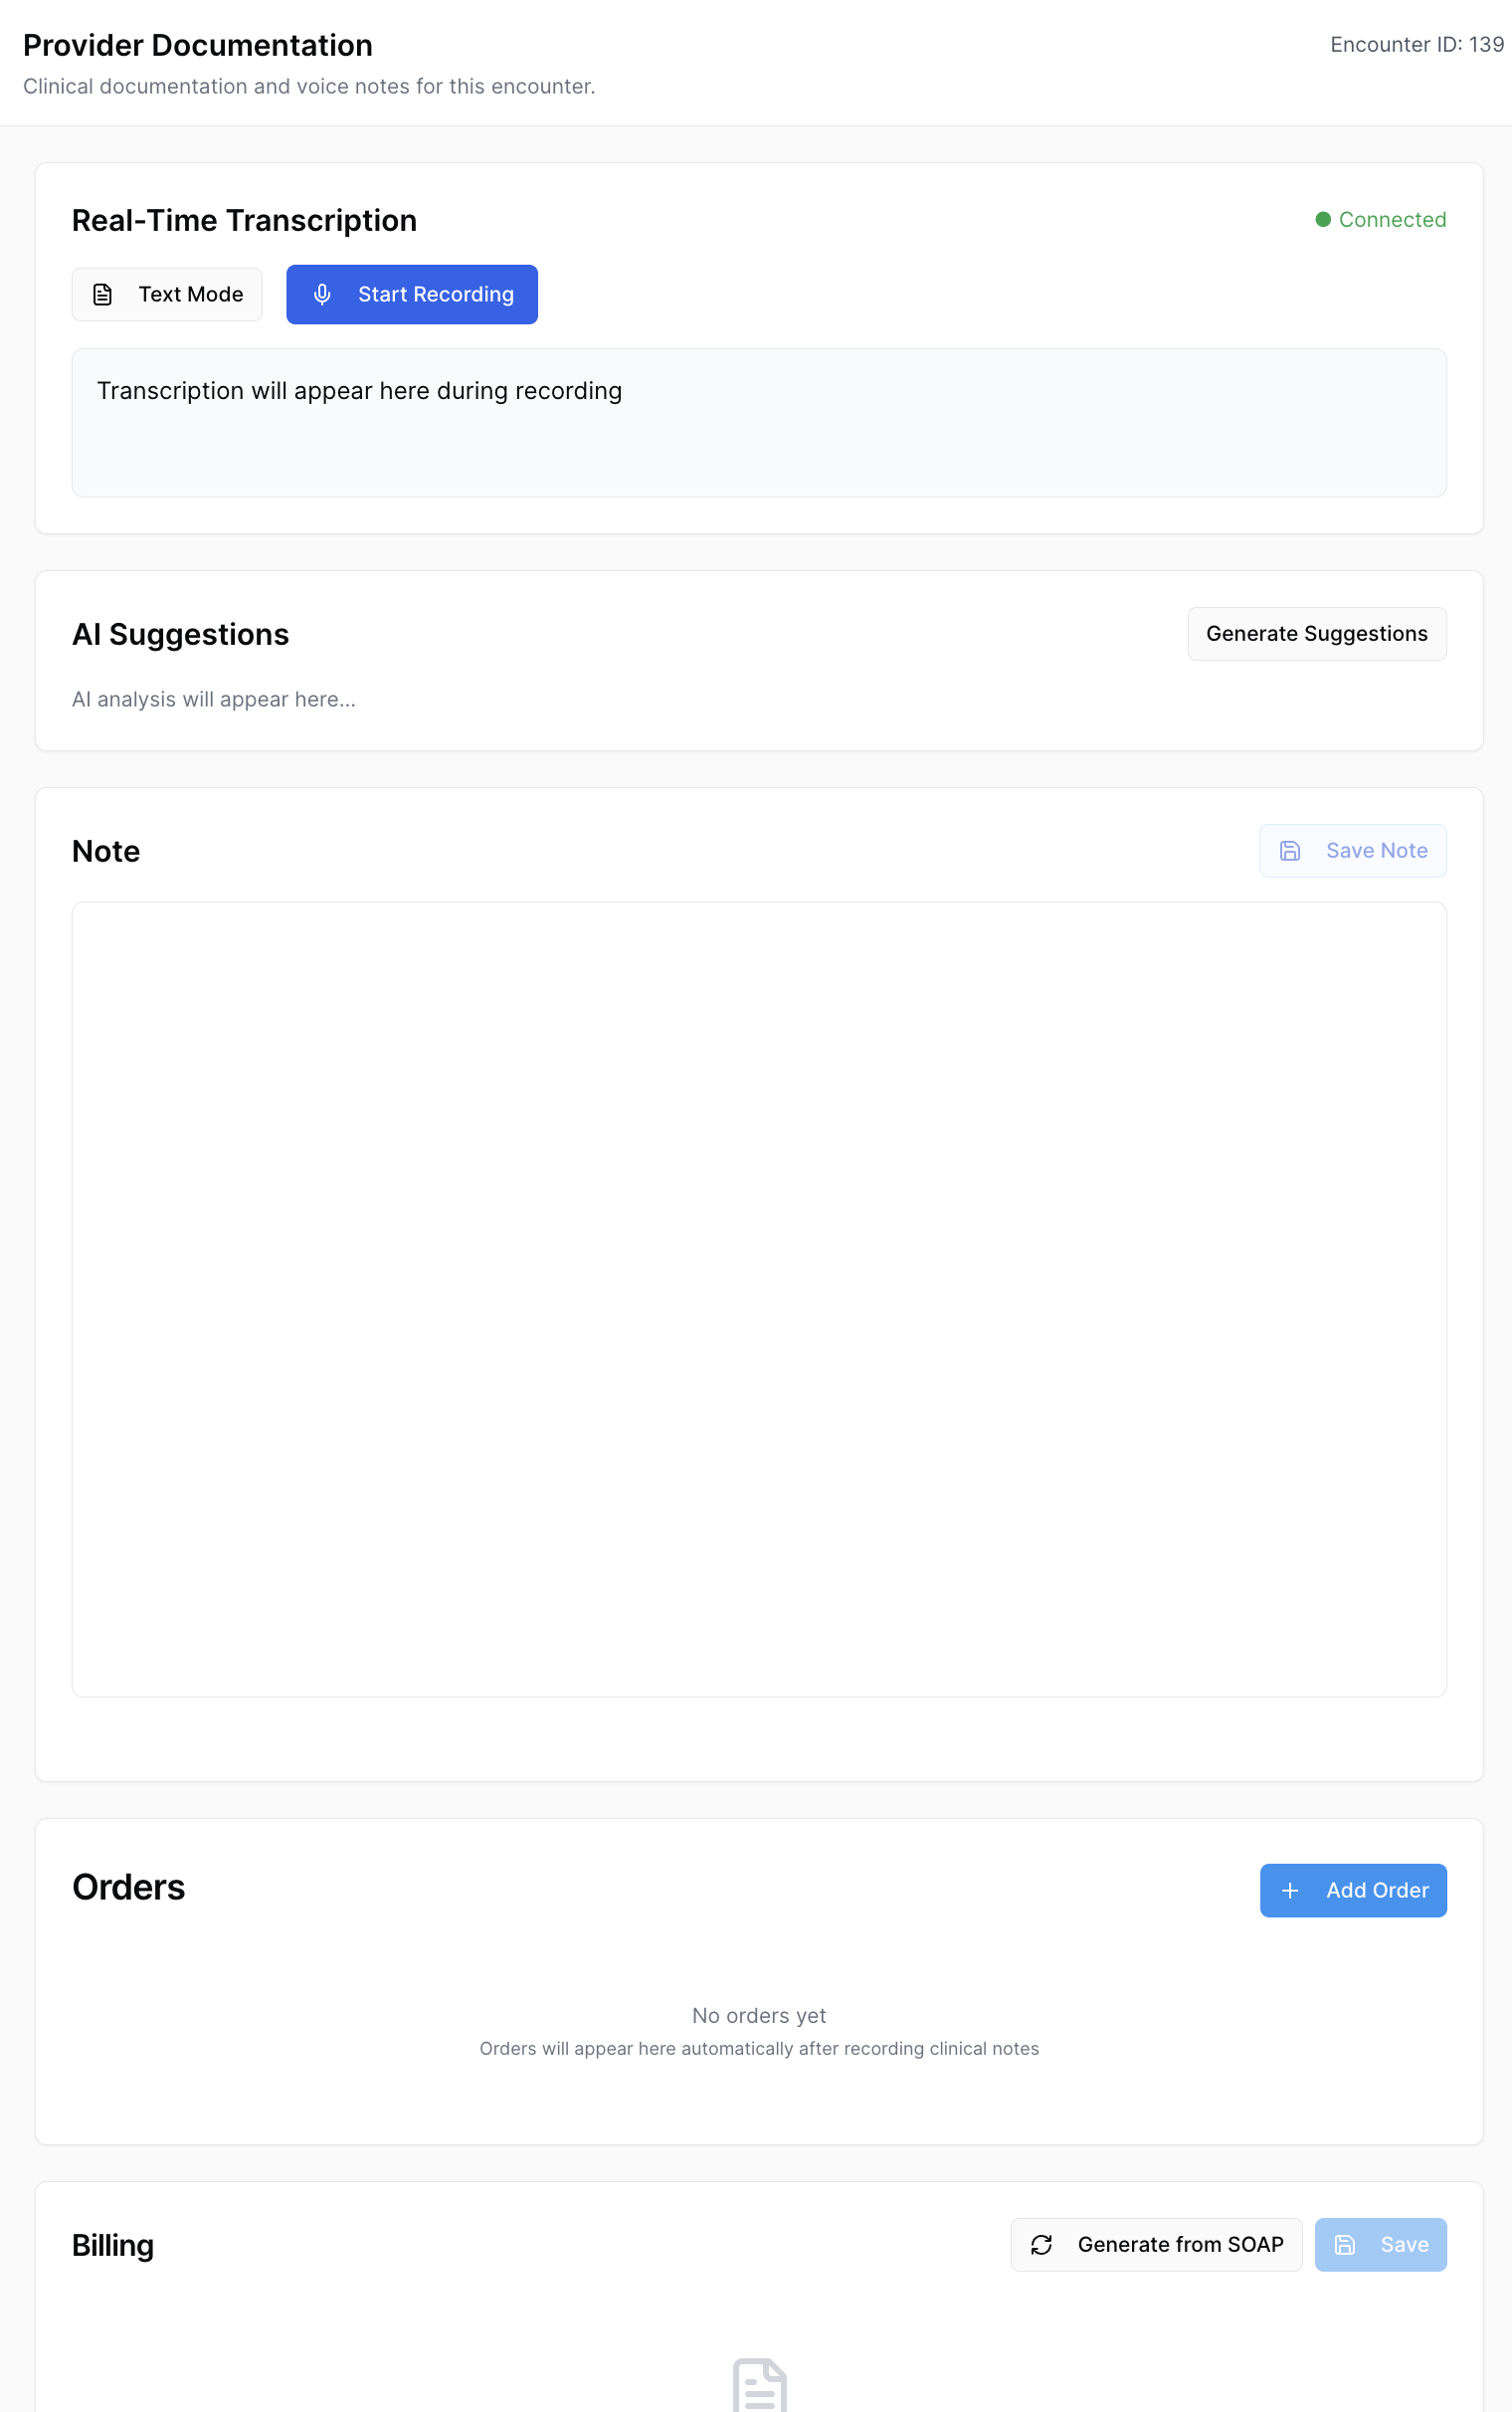 Provider Documentation
Encounter ID: 139
Clinical documentation and voice notes for this encounter.
Real-Time Transcription
Connected
Text Mode
Start Recording
Transcription will appear here during recording
AI Suggestions
Generate Suggestions
AI analysis will appear here...
Note
Save Note
Orders
Add Order
No orders yet
Orders will appear here automatically after recording clinical notes
Billing
Generate from SOAP
Save